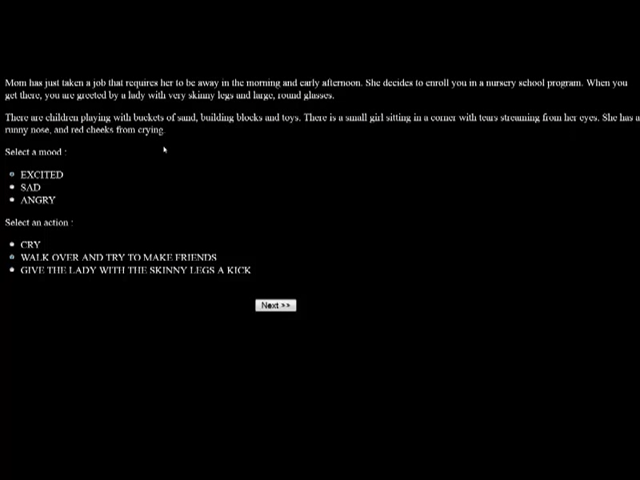 Mom has just taken a job that requires her to be away in the morning and early afternoon. She decides to enroll you in a nursery school program. When you
get there, you are greeted by a lady with very skinny legs and large, round glasses.
There are children playing with buckets of sand, building blocks and toys. There is a small girl sitting in a corner with tears streaming from her eyes. She has a
runny nose, and red cheeks from crying.
Select a mood :
EXCITED
SAD
ANGRY
Select an action :
CRY
WALK OVER AND TRY TO MAKE FRIENDS
GIVE THE LADY WITH THE SKINNY LEGS A KICK
Next >>